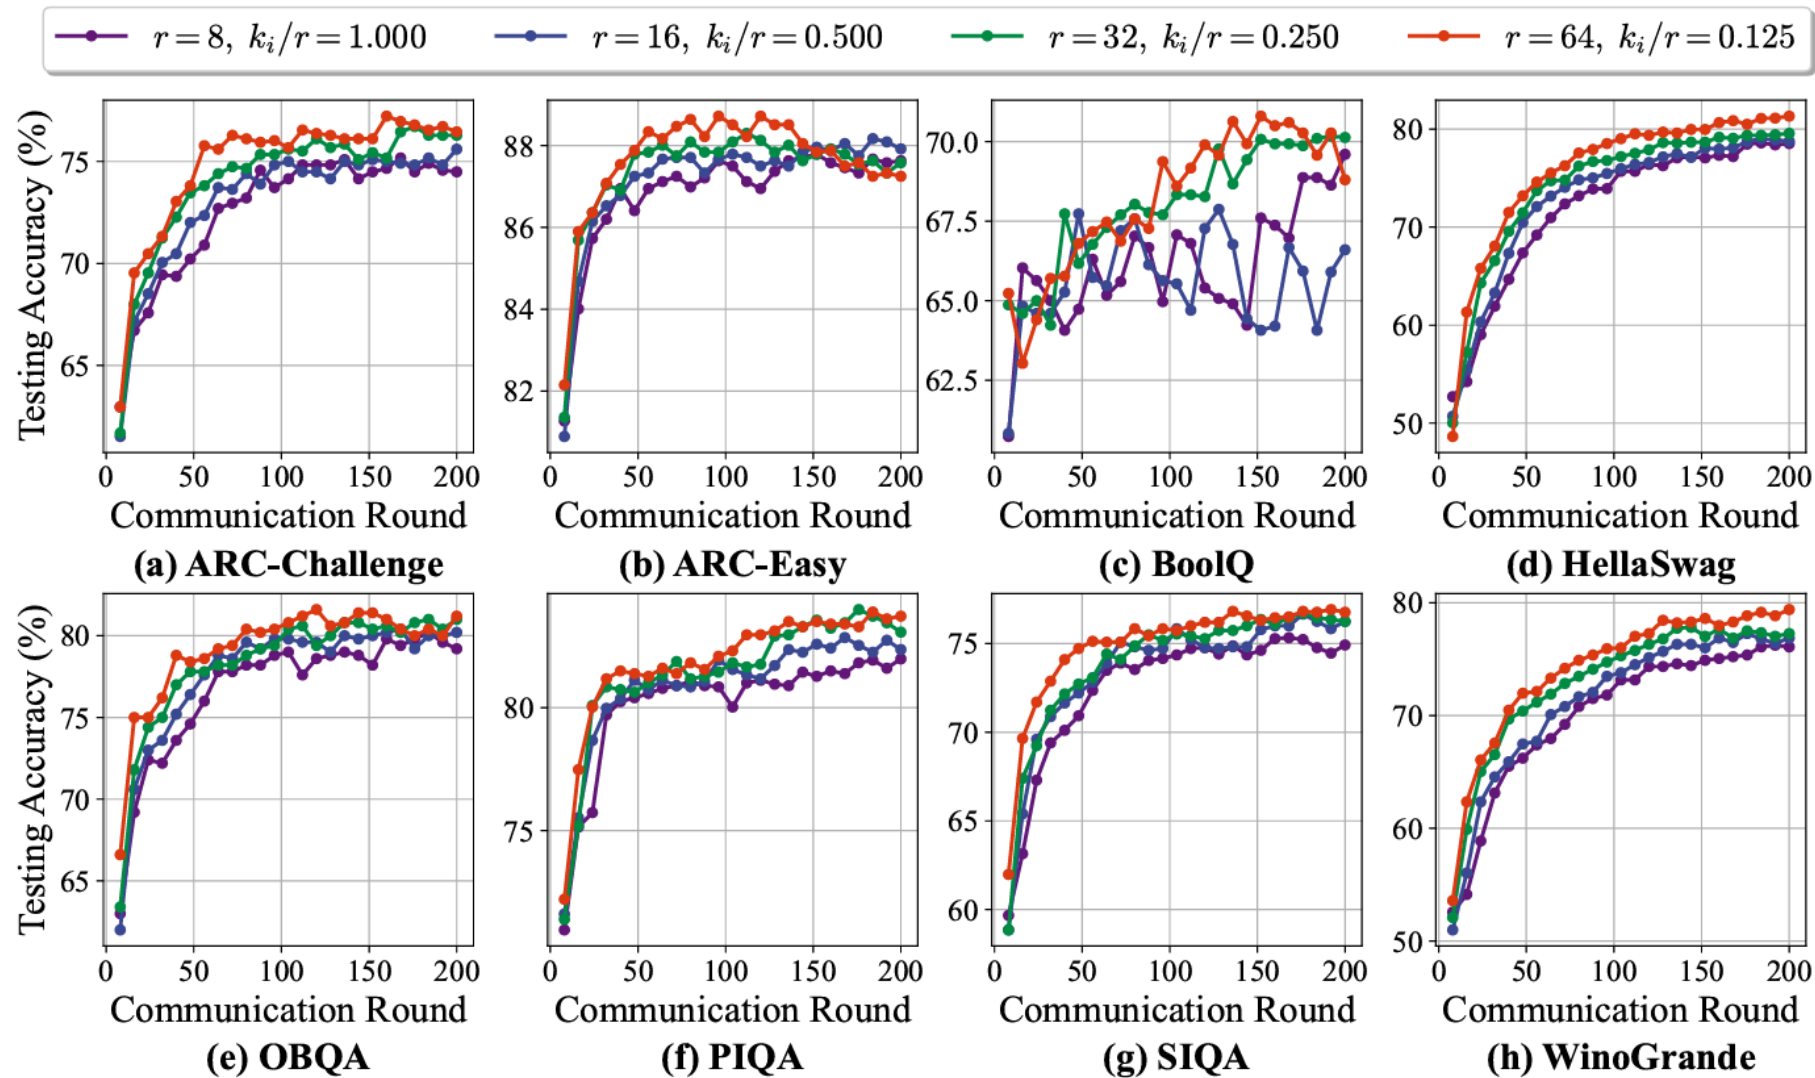 r = 8, k_i/r = 1.000 r = 16, k_i/r = 0.500 r = 32, k_i/r = 0.250 r = 64, k_i/r = 0.125
Testing Accuracy (%)
75
70
65
0 50 100 150 200
Communication Round
(a) ARC-Challenge
88
86
84
82
0 50 100 150 200
Communication Round
(b) ARC-Easy
70.0
67.5
65.0
62.5
0 50 100 150 200
Communication Round
(c) BoolQ
80
70
60
50
0 50 100 150 200
Communication Round
(d) HellaSwag
Testing Accuracy (%)
80
75
70
65
0 50 100 150 200
Communication Round
(e) OBQA
80
75
0 50 100 150 200
Communication Round
(f) PIQA
75
70
65
60
0 50 100 150 200
Communication Round
(g) SIQA
80
70
60
50
0 50 100 150 200
Communication Round
(h) WinoGrande